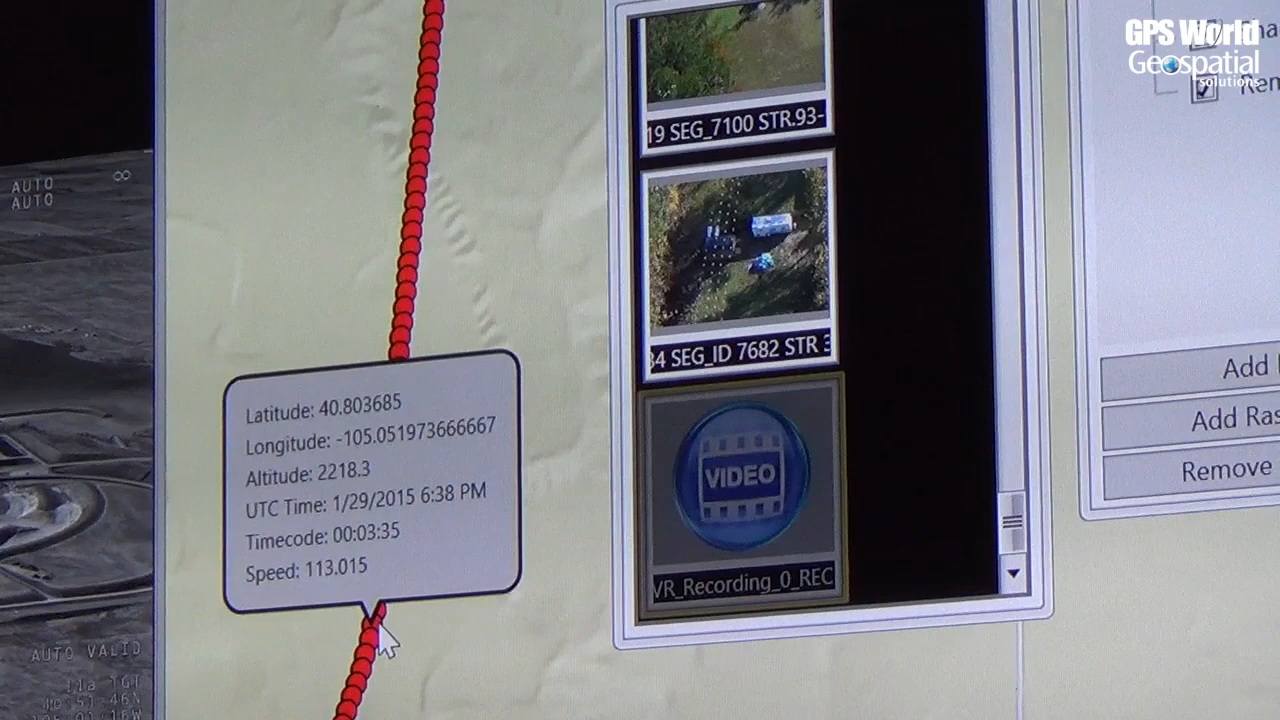 GPS World
Geospatial
solutions
AUTO
AUTO
19 SEG_7100 STR.93-
34 SEG_ID 7682 STR
Latitude: 40.803685
Longitude: -105.051973666667
Altitude: 2218.3
UTC Time: 1/29/2015 6:38 PM
Timecode: 00:03:35
Speed: 113.015
VIDEO
VR_Recording_0_REC
Add
Add Ras
Remove
AUTO VALID
TGT